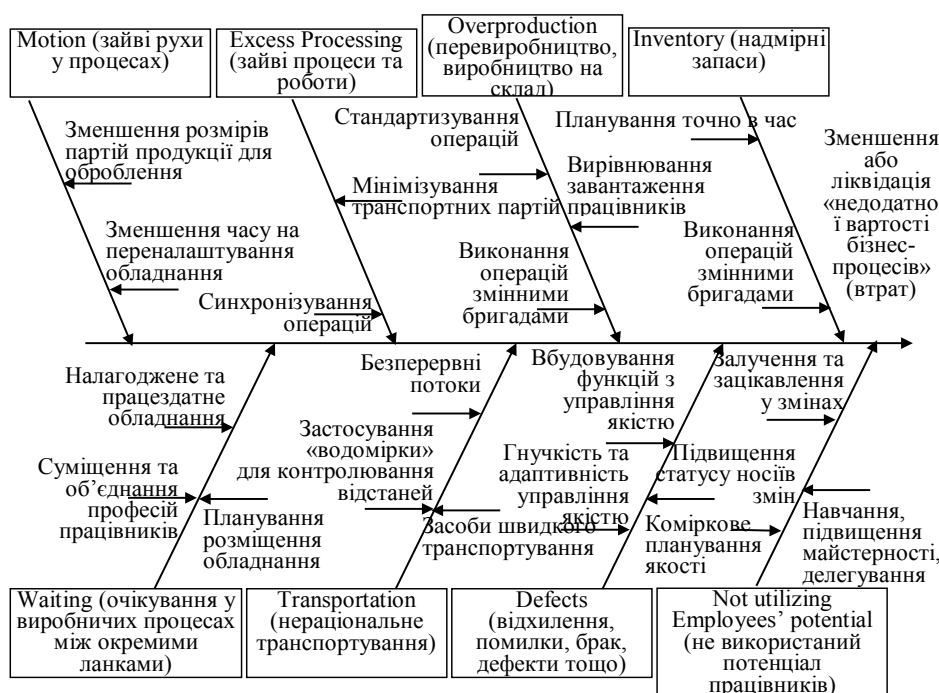 Motion (зайві рухи
у процесах)
Excess Processing
(зайві процеси та
роботи)
Overproduction
(перевиробництво,
виробництво на
склад)
Inventory (надмірні
запаси)
Зменшення розмірів
партій продукції для
оброблення
Зменшення часу на
переналаштування
обладнання
Мінімізування
транспортних партій
Синхронізування
операцій
Стандартизування
операцій
Вирівнювання
завантаження
працівників
Виконання
операцій
змінними
бригадами
Планування точно в час
Виконання
операцій
змінними
бригадами
Зменшення
або
ліквідація
«недодатно
ї вартості
бізнес-
процесів»
(втрат)
Налагоджене та
працездатне
обладнання
Суміщення та
об’єднання
професій
працівників
Планування
розміщення
обладнання
Безперервні
потоки
Застосування
«водомірки»
для контролювання
відстаней
Засоби швидкого
транспортування
Вбудовування
функцій з
управління
якістю
Гнучкість та
адаптивність
управління
якістю
Коміркове
планування
якості
Залучення та
зацікавлення
у змінах
Підвищення
статусу носіїв
змін
Навчання,
підвищення
майстерності,
делегування
Waiting (очікування у
виробничих процесах
між окремими
ланками)
Transportation
(нераціональне
транспортування)
Defects
(відхилення,
помилки, брак,
дефекти тощо)
Not utilizing
Employees’ potential
(не використаний
потенціал
працівників)